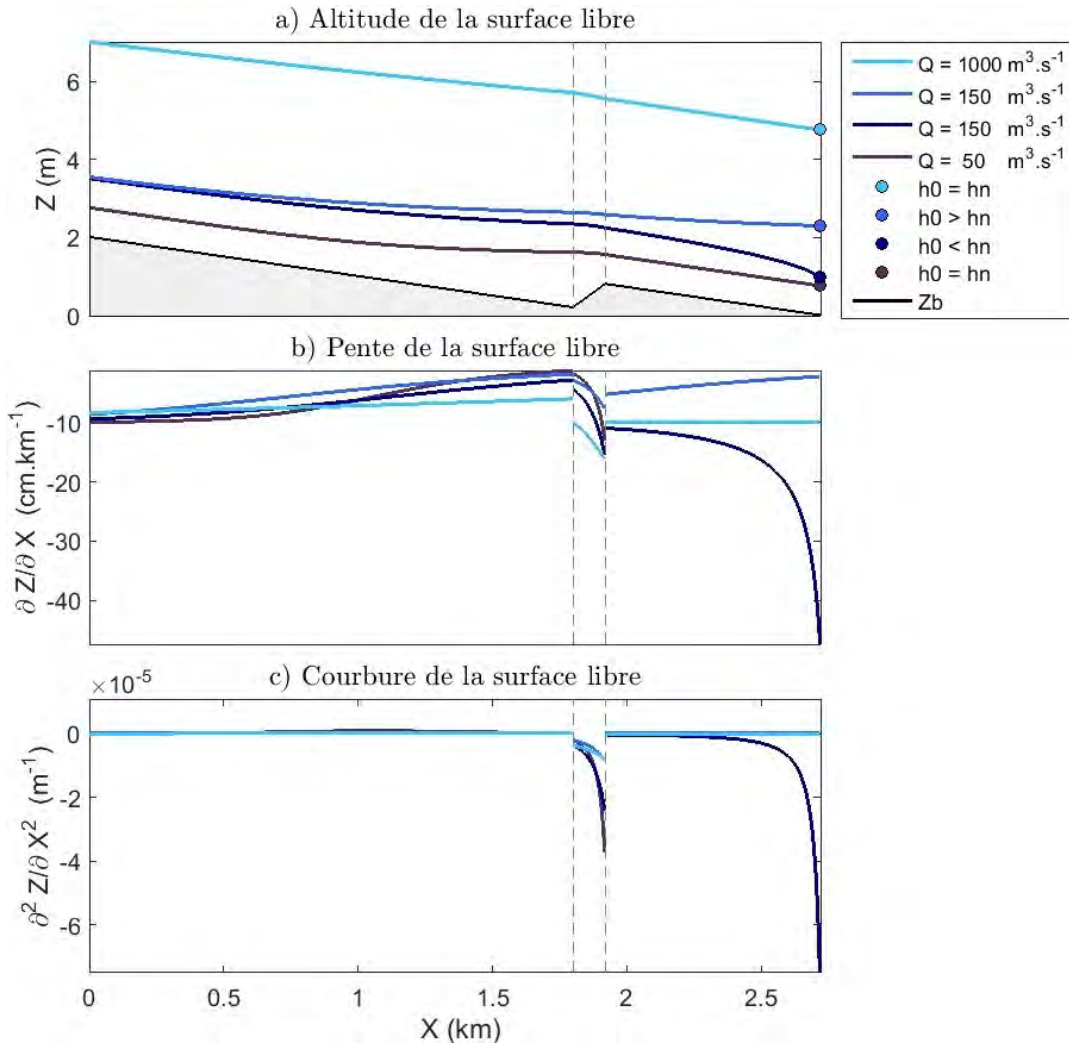 a) Altitude de la surface libre
6
4
2
0
Z (m)
Q = 1000 m³.s⁻¹
Q = 150 m³.s⁻¹
Q = 150 m³.s⁻¹
Q = 50 m³.s⁻¹
h0 = hn
h0 > hn
h0 < hn
h0 = hn
Zb
b) Pente de la surface libre
-10
-20
-30
-40
∂ Z/∂ X (cm.km⁻¹)
c) Courbure de la surface libre
×10⁻⁵
0
-2
-4
-6
∂² Z/∂ X² (m⁻¹)
0 0.5 1 1.5 2 2.5
X (km)